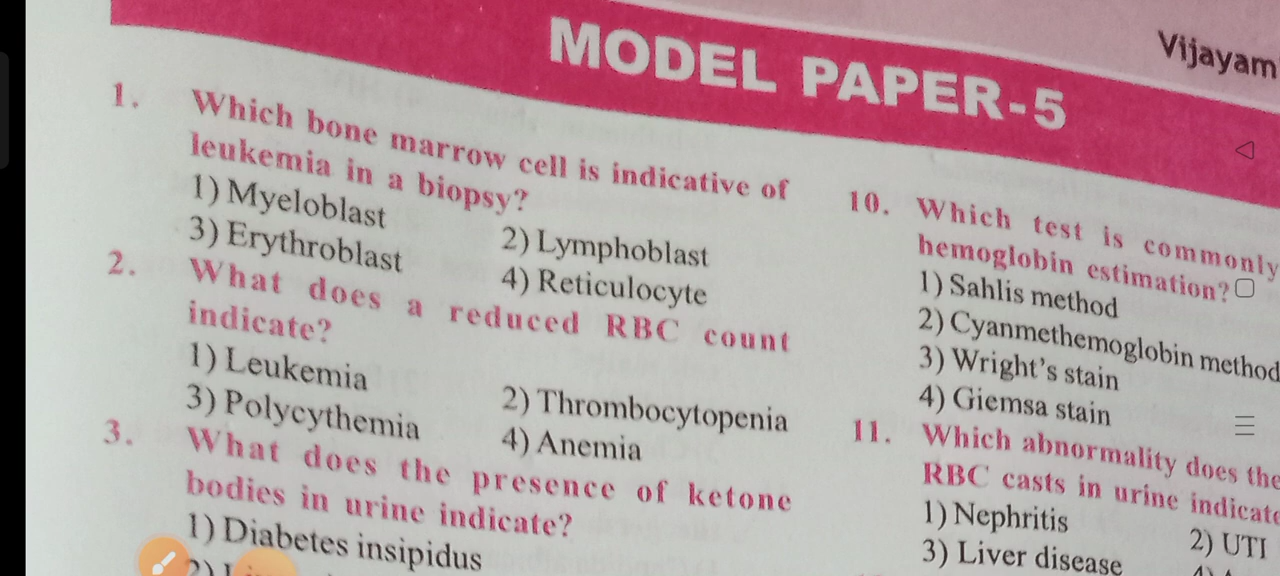 Vijayam
MODEL PAPER-5
1. Which bone marrow cell is indicative of
leukemia in a biopsy?
1) Myeloblast 2) Lymphoblast
3) Erythroblast 4) Reticulocyte
2. What does a reduced RBC count
indicate?
1) Leukemia 2) Thrombocytopenia
3) Polycythemia 4) Anemia
3. What does the presence of ketone
bodies in urine indicate?
1) Diabetes insipidus
2)
10. Which test is commonly
hemoglobin estimation?
1) Sahlis method
2) Cyanmethemoglobin method
3) Wright's stain
4) Giemsa stain
11. Which abnormality does the
RBC casts in urine indicate
1) Nephritis 2) UTI
3) Liver disease